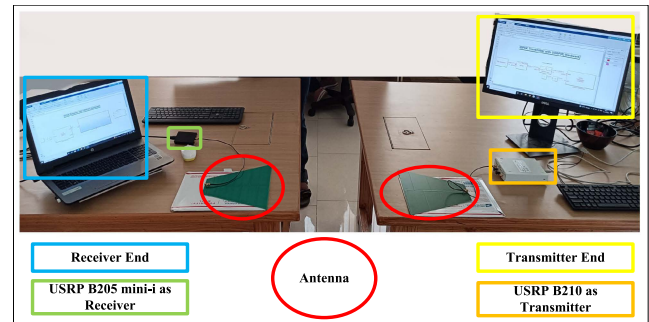 Receiver End
Transmitter End
Antenna
USRP B205 mini-i as
Receiver
USRP B210 as
Transmitter